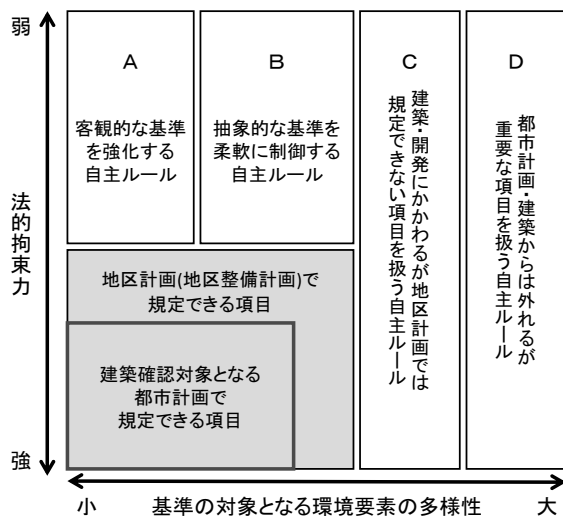 弱
法的拘束力
強
A
客観的な基準
を強化する
自主ルール
B
抽象的な基準を
柔軟に制御する
自主ルール
C
建築・開発にかかわるが地区計画では
規定できない項目を扱う自主ルール
D
都市計画・建築からは外れるが
重要な項目を扱う自主ルール
地区計画(地区整備計画)で
規定できる項目
建築確認対象となる
都市計画で
規定できる項目
小 基準の対象となる環境要素の多様性 大